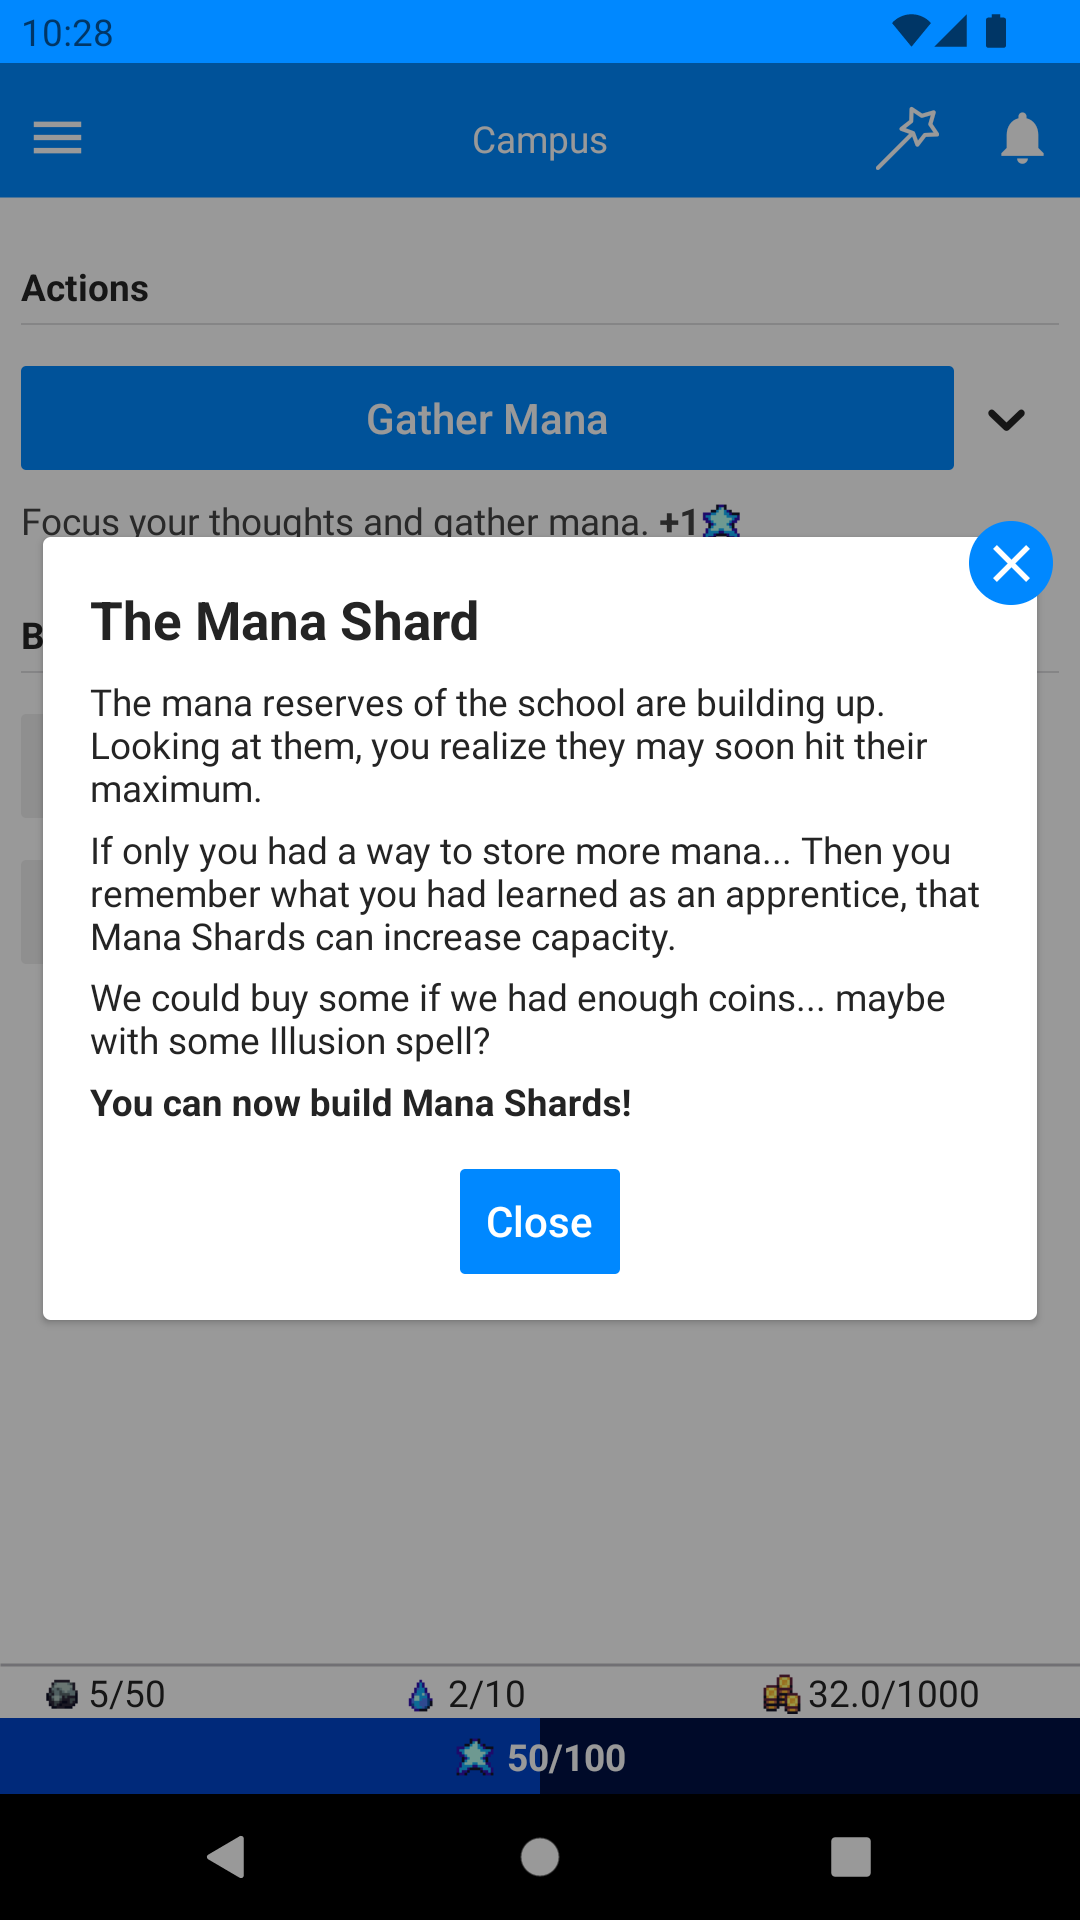 10:28
Campus
Actions
Gather Mana
Focus your thoughts and gather mana. +1
B
The Mana Shard
The mana reserves of the school are building up.
Looking at them, you realize they may soon hit their
maximum.
If only you had a way to store more mana... Then you
remember what you had learned as an apprentice, that
Mana Shards can increase capacity.
We could buy some if we had enough coins... maybe
with some Illusion spell?
You can now build Mana Shards!
Close
5/50 2/10 32.0/1000
50/100